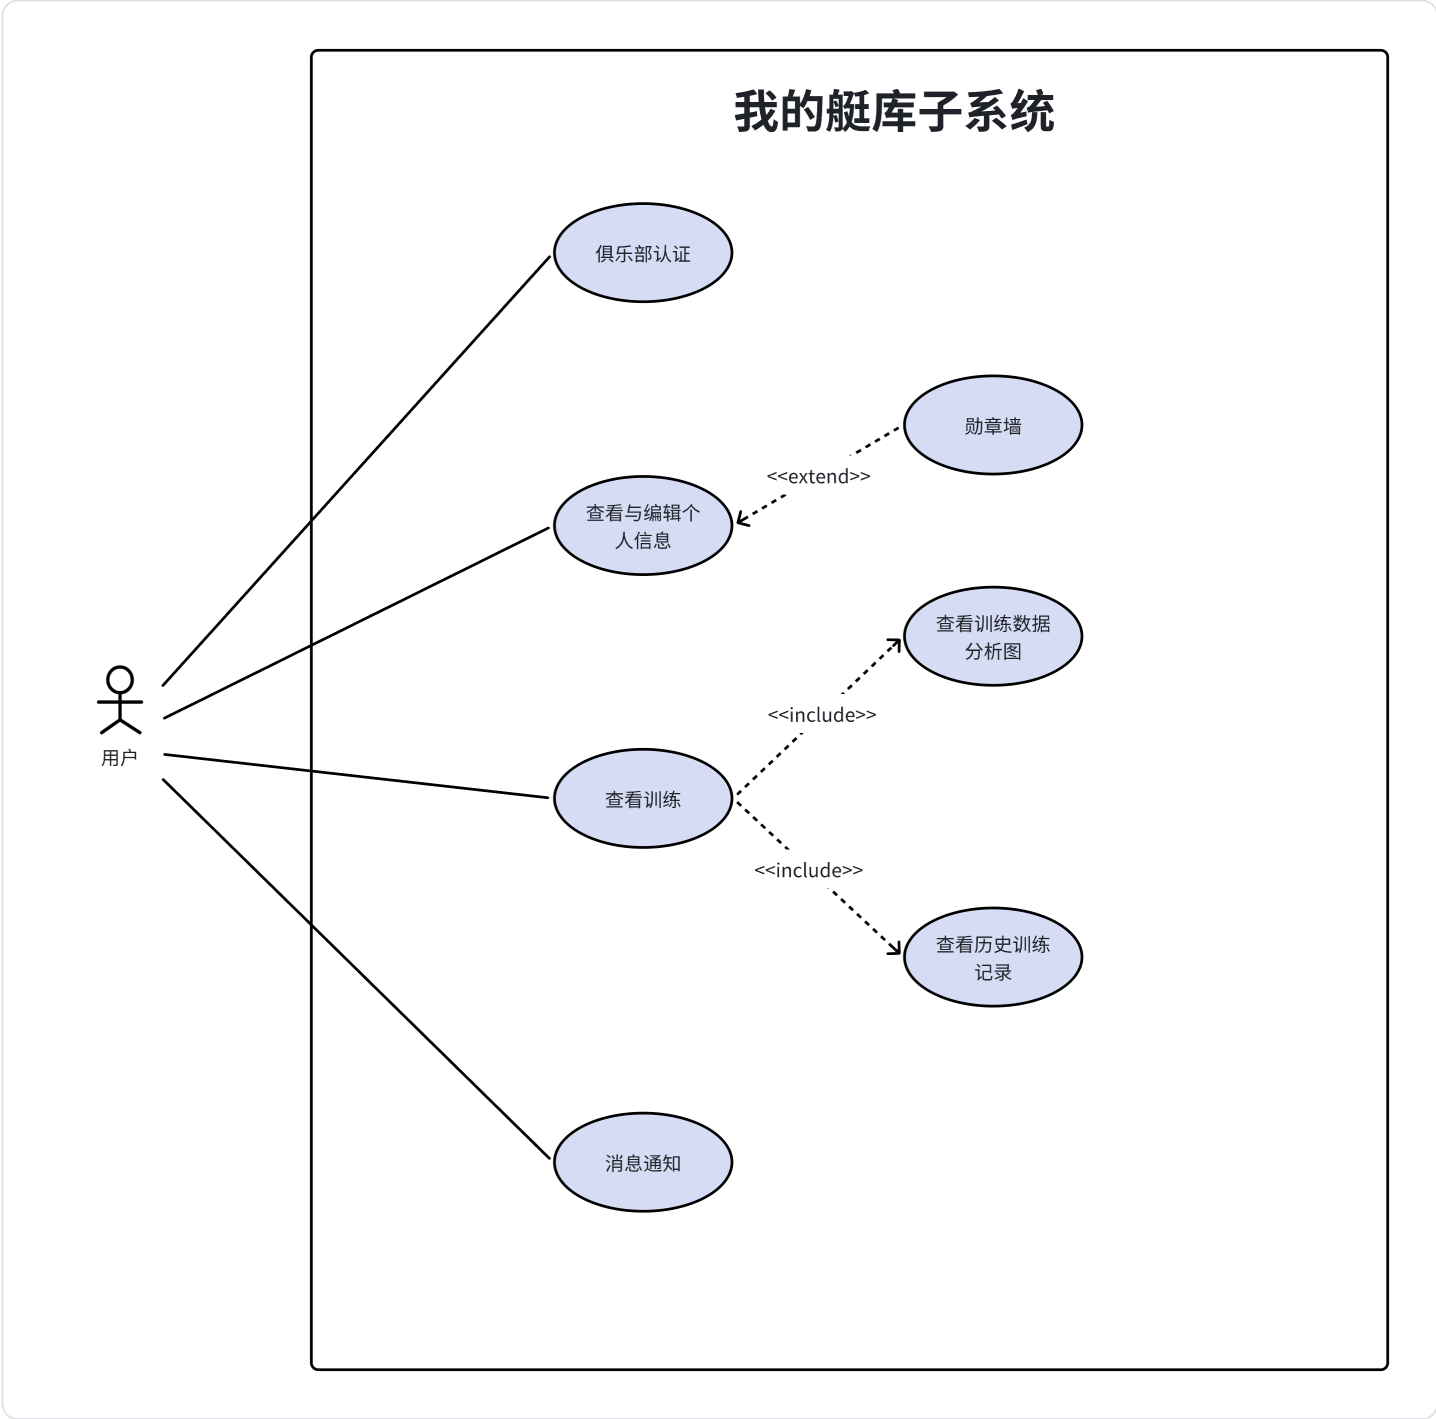 我的艇库子系统
俱乐部认证
勋章墙
<<extend>>
查看与编辑个
人信息
查看训练数据
分析图
<<include>>
用户
查看训练
<<include>>
查看历史训练
记录
消息通知